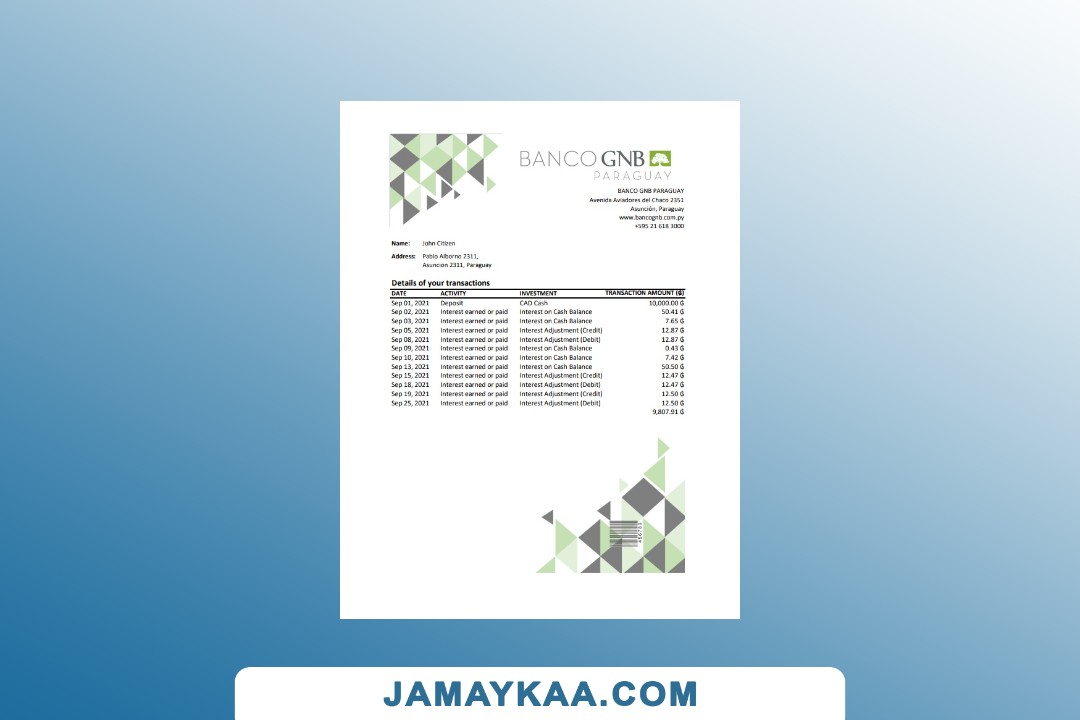 BANCO GNB
PARAGUAY
BANCO GNB PARAGUAY
Avenida Aviadores del Chaco 2351
Asunción, Paraguay
www.bancognb.com.py
+595 21 618 3000
Name: John Citizen
Address: Pablo Alborno 2311,
Asuncion 2311, Paraguay
Details of your transactions
DATE ACTIVITY INVESTMENT TRANSACTION AMOUNT (₲)
Sep 01, 2021 Deposit CAD Cash 10,000.00 ₲
Sep 02, 2021 Interest earned or paid Interest on Cash Balance 50.41 ₲
Sep 03, 2021 Interest earned or paid Interest on Cash Balance 7.65 ₲
Sep 05, 2021 Interest earned or paid Interest Adjustment (Credit) 12.87 ₲
Sep 08, 2021 Interest earned or paid Interest Adjustment (Debit) 12.87 ₲
Sep 09, 2021 Interest earned or paid Interest on Cash Balance 0.43 ₲
Sep 10, 2021 Interest earned or paid Interest on Cash Balance 7.42 ₲
Sep 13, 2021 Interest earned or paid Interest on Cash Balance 50.50 ₲
Sep 15, 2021 Interest earned or paid Interest Adjustment (Credit) 12.47 ₲
Sep 18, 2021 Interest earned or paid Interest Adjustment (Debit) 12.47 ₲
Sep 19, 2021 Interest earned or paid Interest Adjustment (Credit) 12.50 ₲
Sep 25, 2021 Interest earned or paid Interest Adjustment (Debit) 12.50 ₲
9,807.91 ₲
JAMAYKAA.COM